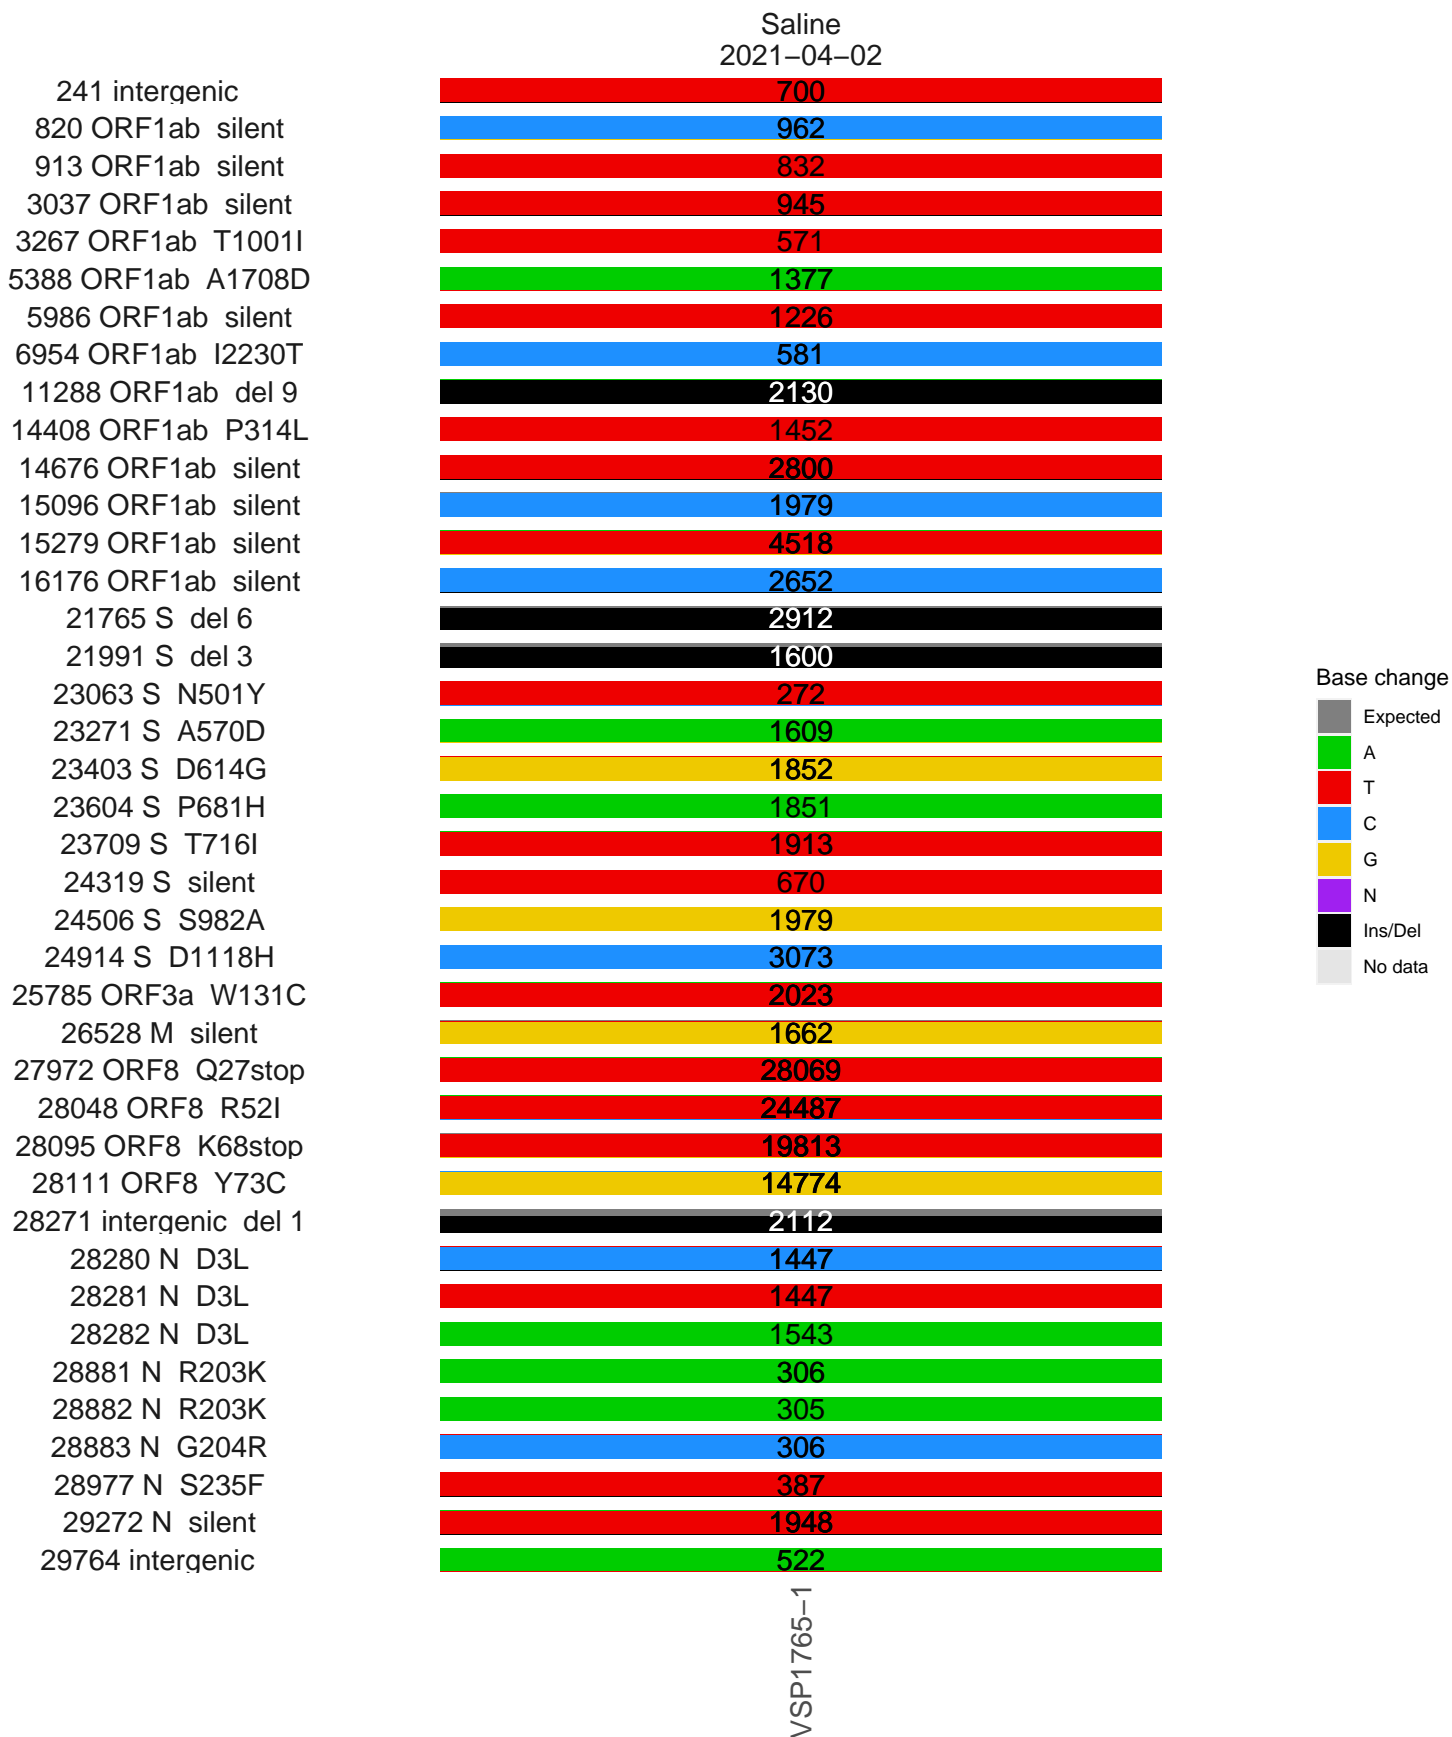 Saline
2021−04−02
241 intergenic 700
820 ORF1ab silent 962
913 ORF1ab silent 832
3037 ORF1ab silent 945
3267 ORF1ab T1001I 571
5388 ORF1ab A1708D 1377
5986 ORF1ab silent 1226
6954 ORF1ab I2230T 581
11288 ORF1ab del 9 2130
14408 ORF1ab P314L 1452
14676 ORF1ab silent 2800
15096 ORF1ab silent 1979
15279 ORF1ab silent 4518
16176 ORF1ab silent 2652
21765 S del 6 2912
21991 S del 3 1600
23063 S N501Y 272
23271 S A570D 1609
23403 S D614G 1852
23604 S P681H 1851
23709 S T716I 1913
24319 S silent 670
24506 S S982A 1979
24914 S D1118H 3073
25785 ORF3a W131C 2023
26528 M silent 1662
27972 ORF8 Q27stop 28069
28048 ORF8 R52I 24487
28095 ORF8 K68stop 19813
28111 ORF8 Y73C 14774
28271 intergenic del 1 2112
28280 N D3L 1447
28281 N D3L 1447
28282 N D3L 1543
28881 N R203K 306
28882 N R203K 305
28883 N G204R 306
28977 N S235F 387
29272 N silent 1948
29764 intergenic 522
VSP1765−1
Base change
Expected
A
T
C
G
N
Ins/Del
No data